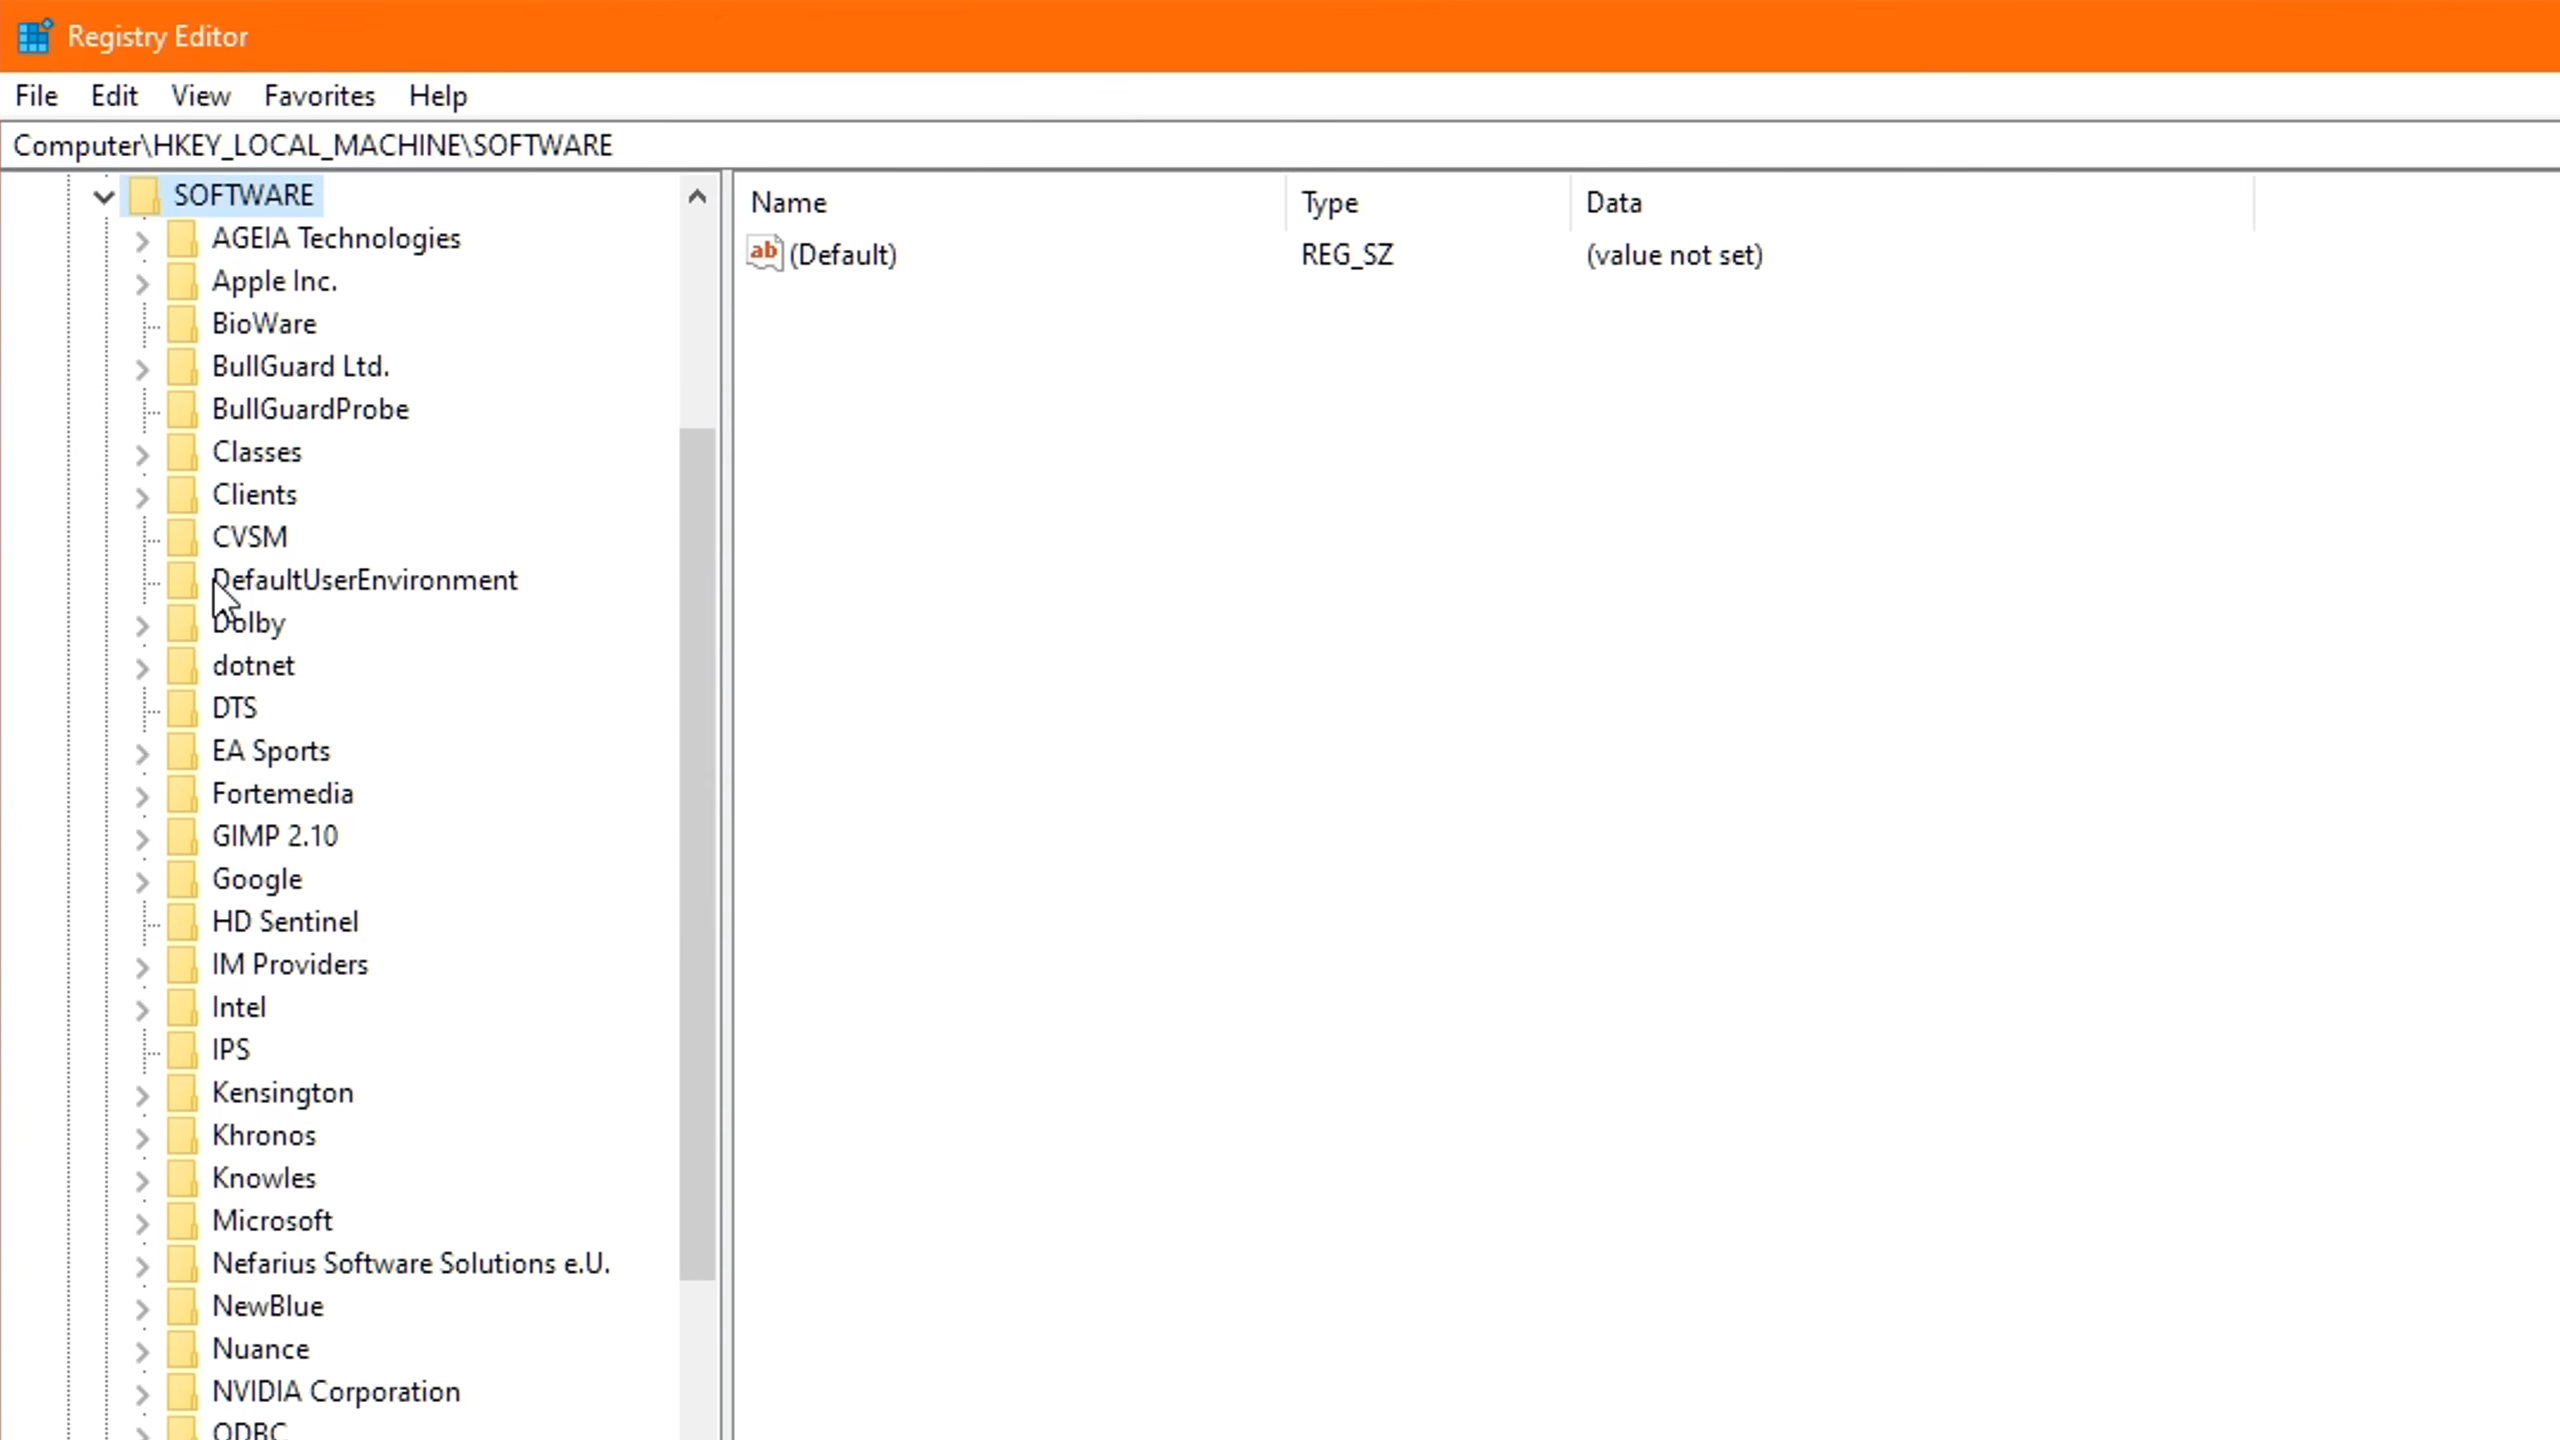 Registry Editor
File Edit View Favorites Help
Computer\HKEY_LOCAL_MACHINE\SOFTWARE
SOFTWARE
AGEIA Technologies
Apple Inc.
BioWare
BullGuard Ltd.
BullGuardProbe
Classes
Clients
CVSM
DefaultUserEnvironment
Dolby
dotnet
DTS
EA Sports
Fortemedia
GIMP 2.10
Google
HD Sentinel
IM Providers
Intel
IPS
Kensington
Khronos
Knowles
Microsoft
Nefarius Software Solutions e.U.
NewBlue
Nuance
NVIDIA Corporation
ODBC
Name Type Data
ab (Default) REG_SZ (value not set)